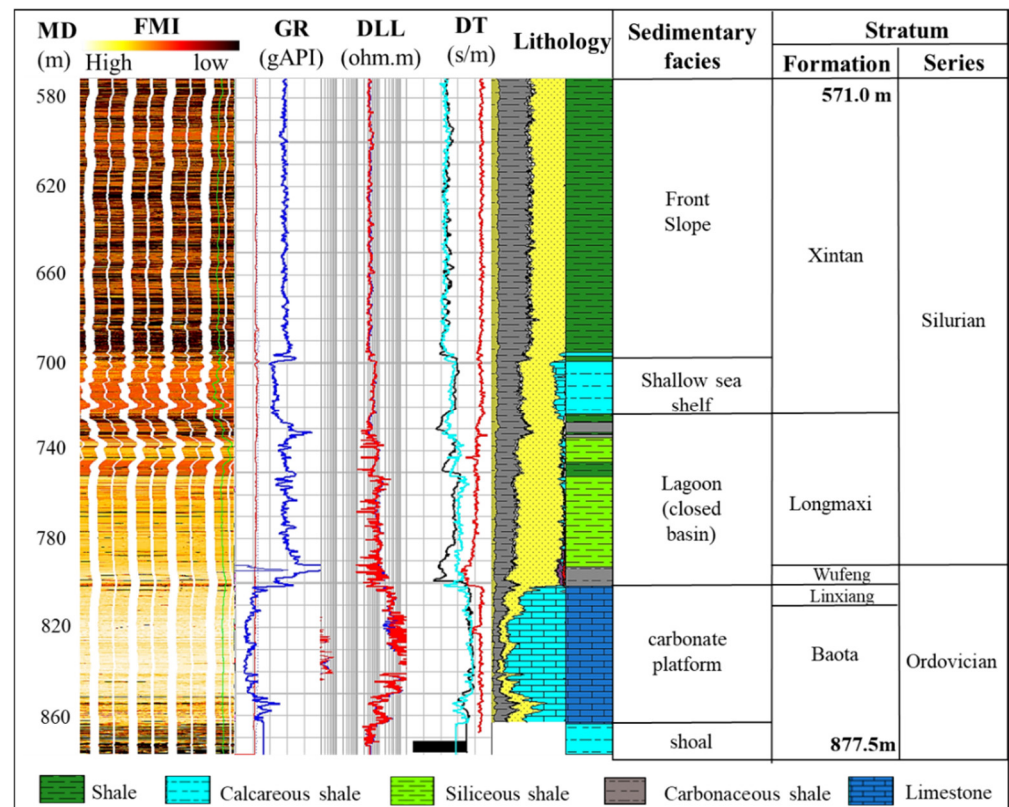 MD
(m)
FMI
High low
GR
(gAPI)
DLL
(ohm.m)
DT
(s/m)
Lithology
Sedimentary
facies
Stratum
Formation
Series
580
620
660
700
740
780
820
860
Front
Slope
Shallow sea
shelf
Lagoon
(closed
basin)
carbonate
platform
shoal
571.0 m
Xintan
Longmaxi
Wufeng
Linxiang
Baota
877.5m
Silurian
Ordovician
Shale
Calcareous shale
Siliceous shale
Carbonaceous shale
Limestone